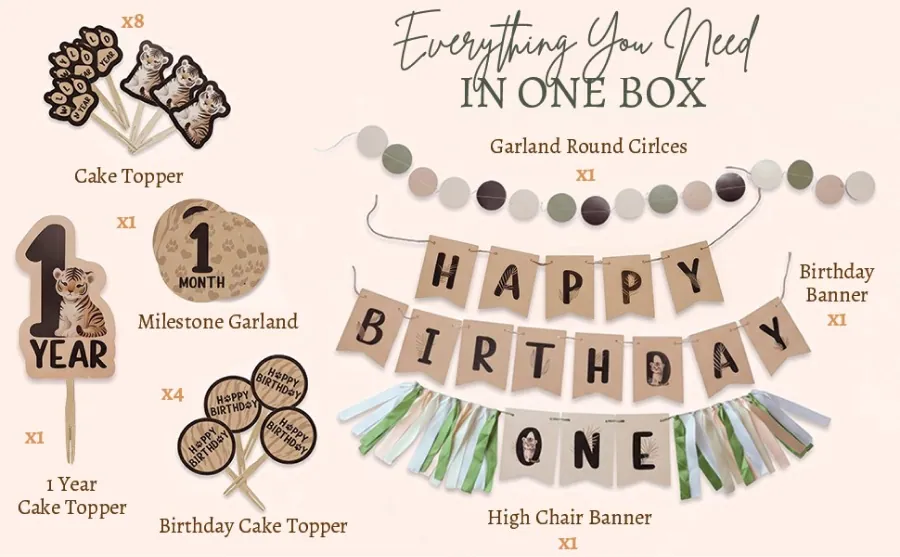 Everything You Need
IN ONE BOX
x8
WILD
YEAR
Cake Topper
Garland Round Cirlces
x1
x1
1
MONTH
Milestone Garland
HAPPY
BIRTHDAY
Birthday
Banner
x1
1
YEAR
x1
1 Year
Cake Topper
x4
HAPPY
BIRTHDAY
HAPPY
BIRTHDAY
HAPPY
BIRTHDAY
HAPPY
BIRTHDAY
Birthday Cake Topper
ONE
High Chair Banner
x1